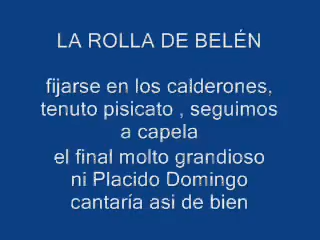 LA ROLLA DE BELÉN
fijarse en los calderones,
tenuto pisicato , seguimos
a capela
el final molto grandioso
ni Placido Domingo
cantaría asi de bien